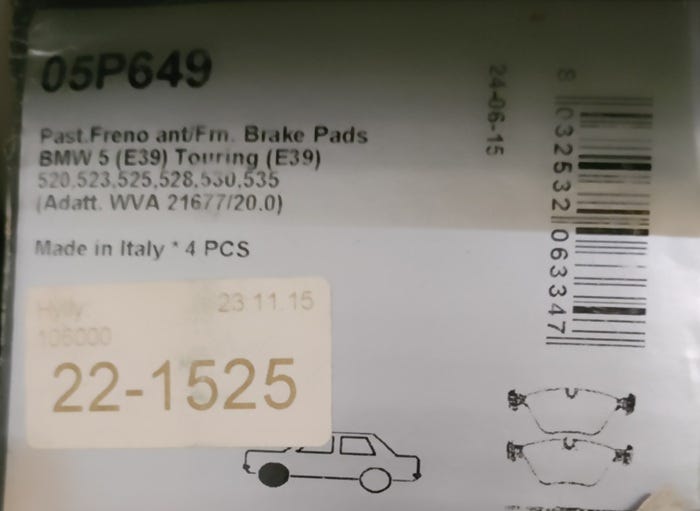 05P649
Past.Freno ant/Frn. Brake Pads
BMW 5 (E39) Touring (E39)
520,523,525,528,530,535
(Adatt. WVA 21677/20.0)
Made in Italy * 4 PCS
Hylly:
23.11.15
106000
22-1525
24-06-15
8 032532 063347